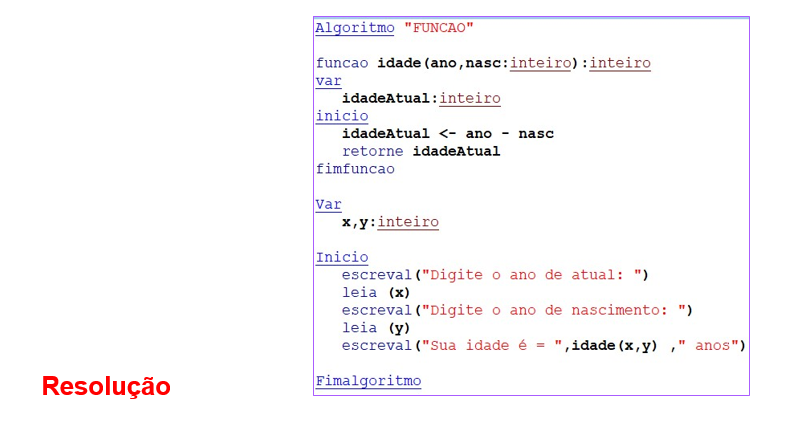 Algoritmo "FUNCAO"
funcao idade(ano,nasc:inteiro):inteiro
var
idadeAtual:inteiro
inicio
idadeAtual <- ano - nasc
retorne idadeAtual
fimfuncao
Var
x,y:inteiro
Inicio
escreval("Digite o ano de atual: ")
leia (x)
escreval("Digite o ano de nascimento: ")
leia (y)
escreval("Sua idade é = ",idade(x,y) ," anos")
Fimalgoritmo
Resolução